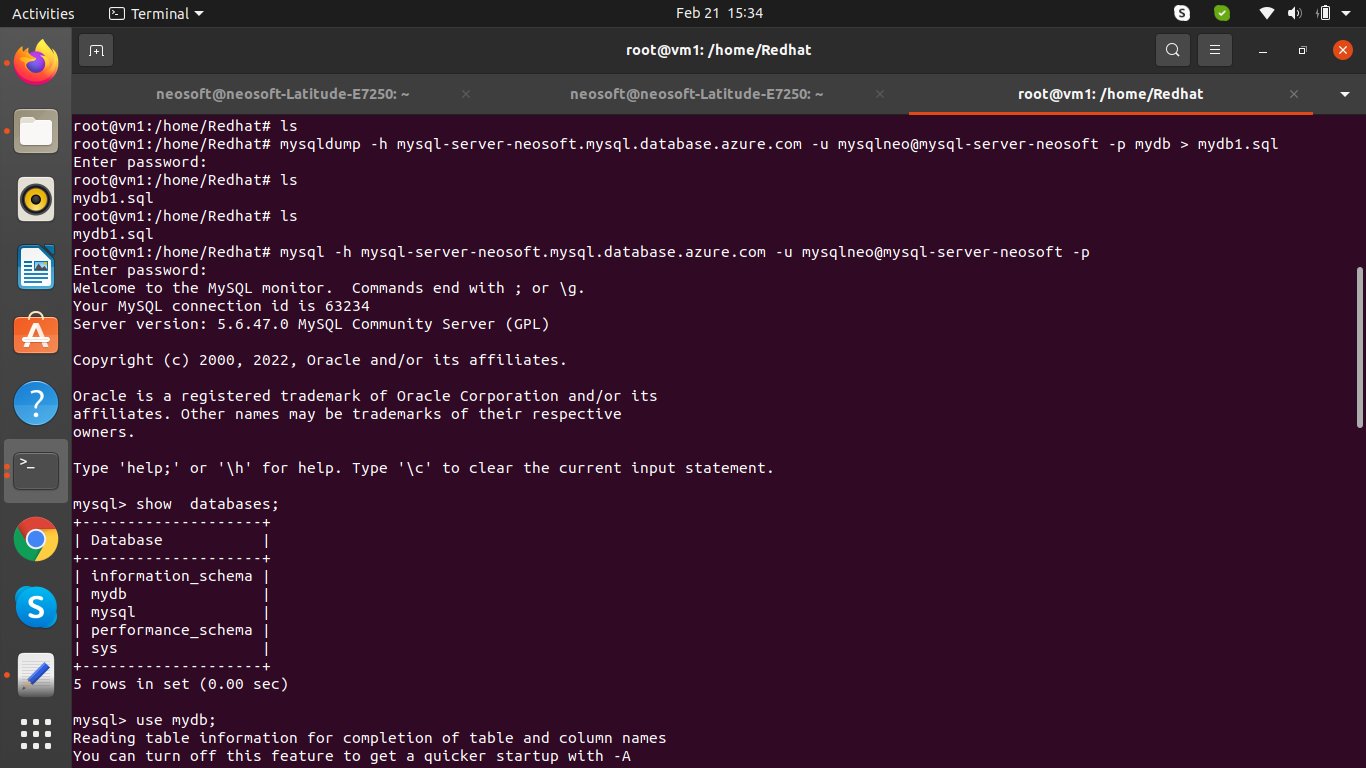 Activities
Terminal
Feb 21  15:34
root@vm1: /home/Redhat
neosoft@neosoft-Latitude-E7250: ~
neosoft@neosoft-Latitude-E7250: ~
root@vm1: /home/Redhat
root@vm1:/home/Redhat# ls
root@vm1:/home/Redhat# mysqldump -h mysql-server-neosoft.mysql.database.azure.com -u mysqlneo@mysql-server-neosoft -p mydb > mydb1.sql
Enter password:
root@vm1:/home/Redhat# ls
mydb1.sql
root@vm1:/home/Redhat# ls
mydb1.sql
root@vm1:/home/Redhat# mysql -h mysql-server-neosoft.mysql.database.azure.com -u mysqlneo@mysql-server-neosoft -p
Enter password:
Welcome to the MySQL monitor.  Commands end with ; or \g.
Your MySQL connection id is 63234
Server version: 5.6.47.0 MySQL Community Server (GPL)
Copyright (c) 2000, 2022, Oracle and/or its affiliates.
Oracle is a registered trademark of Oracle Corporation and/or its
affiliates. Other names may be trademarks of their respective
owners.
Type 'help;' or '\h' for help. Type '\c' to clear the current input statement.
mysql> show  databases;
+--------------------+
| Database           |
+--------------------+
| information_schema |
| mydb               |
| mysql              |
| performance_schema |
| sys                |
+--------------------+
5 rows in set (0.00 sec)
mysql> use mydb;
Reading table information for completion of table and column names
You can turn off this feature to get a quicker startup with -A